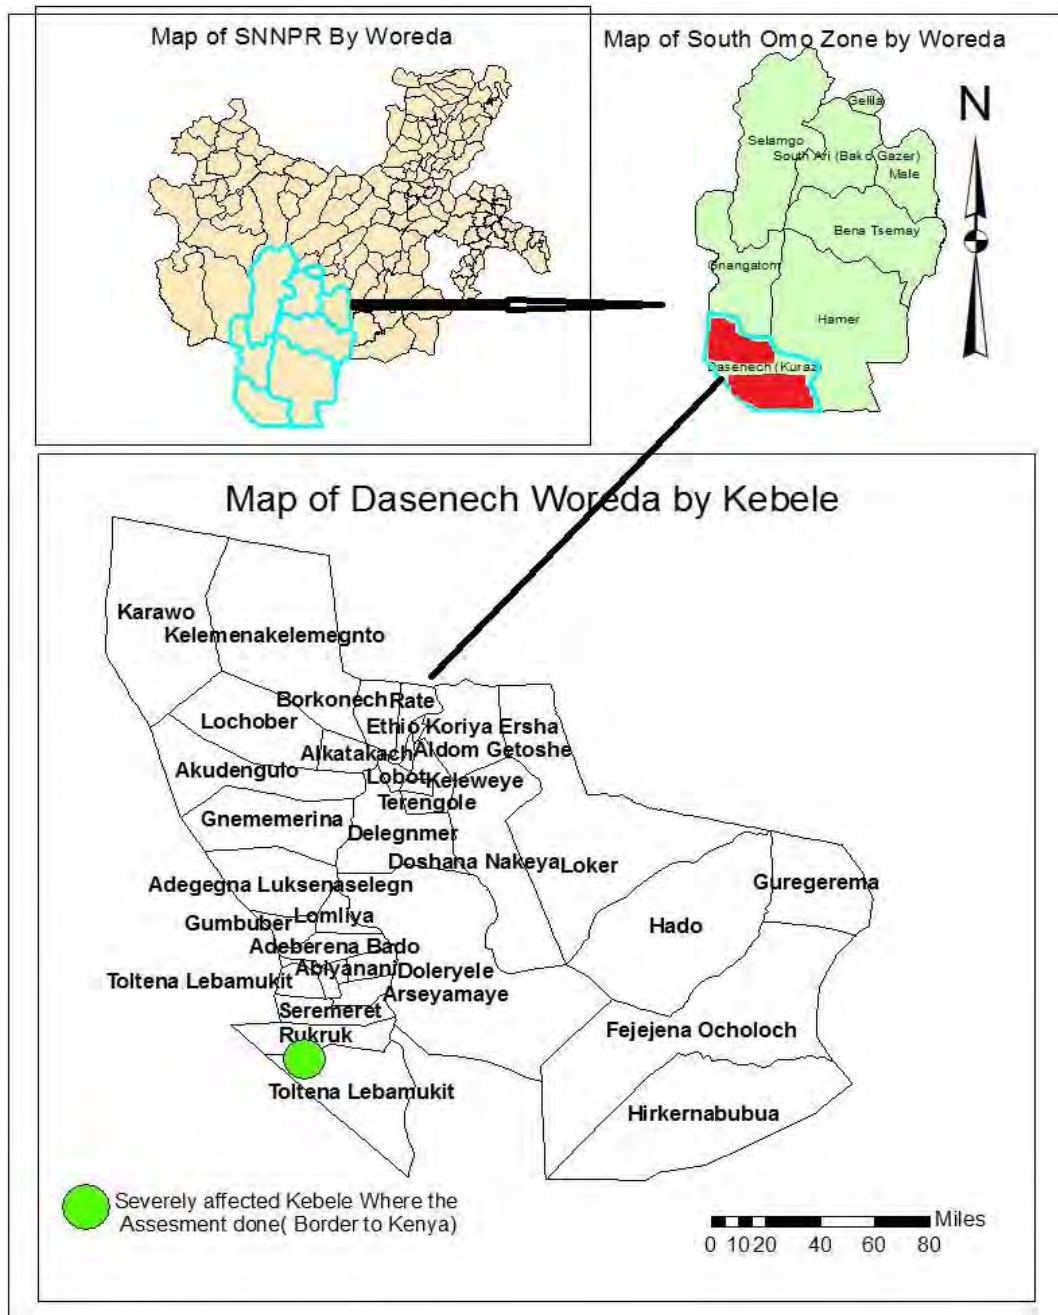 Map of SNNPR By Woreda
Map of South Omo Zone by Woreda
N
Gelila
Selamgo
South Ari (Bako Gazer)
Male
Bena Tsemay
Gnangatom
Hamer
Dasenech (Kuraz)
Map of Dasenech Woreda by Kebele
Karawo
Kelemenakelemegnto
Borkonech
Rate
Lochober
Ethio Koriya Ersha
Alkatakach
Aldom Getoshe
Akudengulo
Lobot
Keleweye
Terengole
Gnememerina
Delegnmer
Doshana Nakeya
Loker
Guregerema
Adegegna Luksenaselegn
Gumbuber
Lomliya
Hado
Adeberena Bado
Abiyanani
Doleryele
Toltena Lebamukit
Arseyamaye
Seremeret
Rukruk
Fejejena Ocholoch
Toltena Lebamukit
Hirkernabubua
Severely affected Kebele Where the
Assesment done( Border to Kenya)
Miles
0 10 20 40 60 80